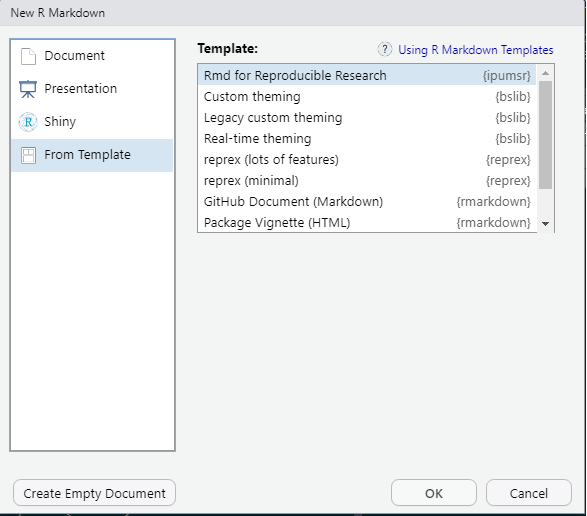 New R Markdown
Document
Presentation
Shiny
From Template
Template:
? Using R Markdown Templates
Rmd for Reproducible Research {ipumsr}
Custom theming {bslib}
Legacy custom theming {bslib}
Real-time theming {bslib}
reprex (lots of features) {reprex}
reprex (minimal) {reprex}
GitHub Document (Markdown) {rmarkdown}
Package Vignette (HTML) {rmarkdown}
Create Empty Document
OK
Cancel